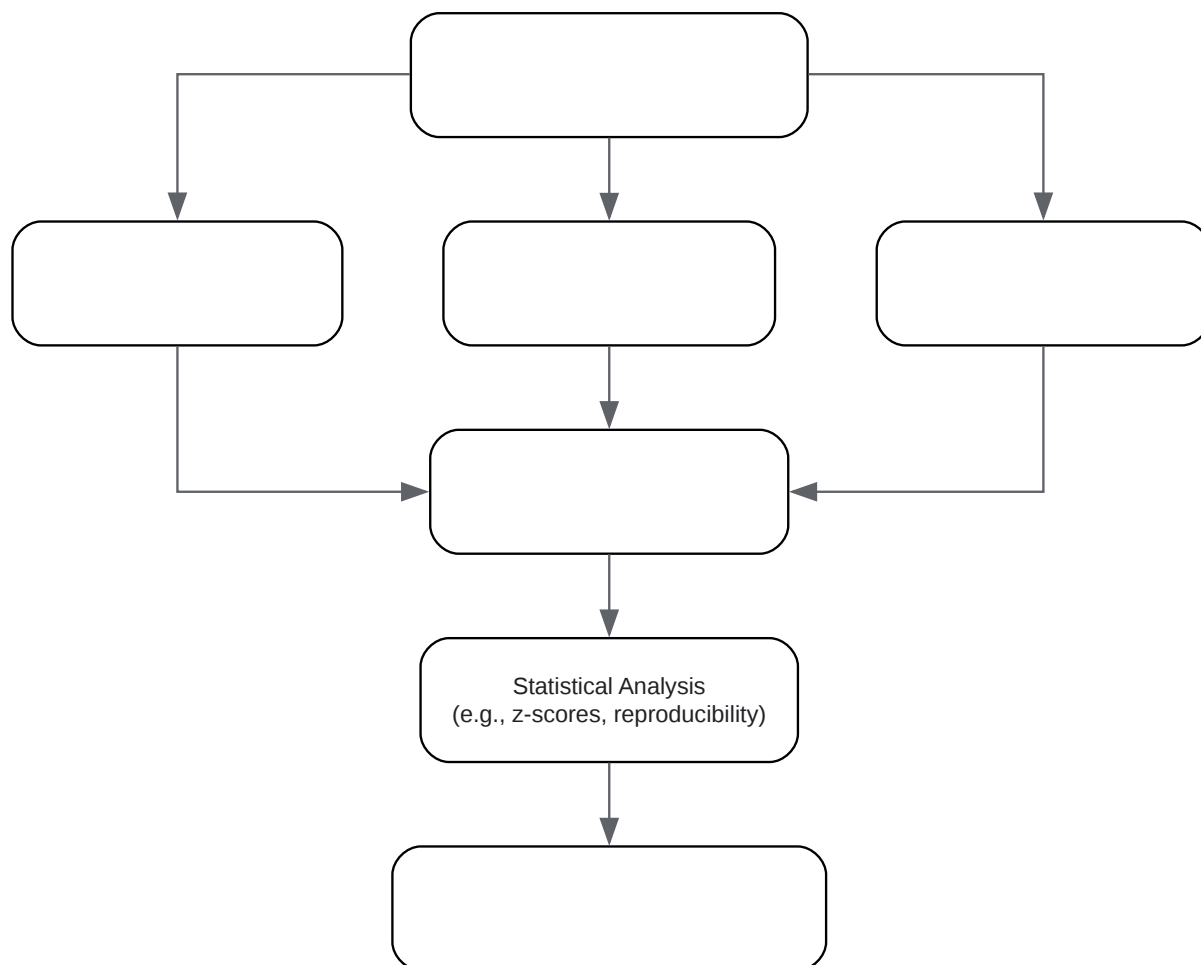 Statistical Analysis
(e.g., z-scores, reproducibility)